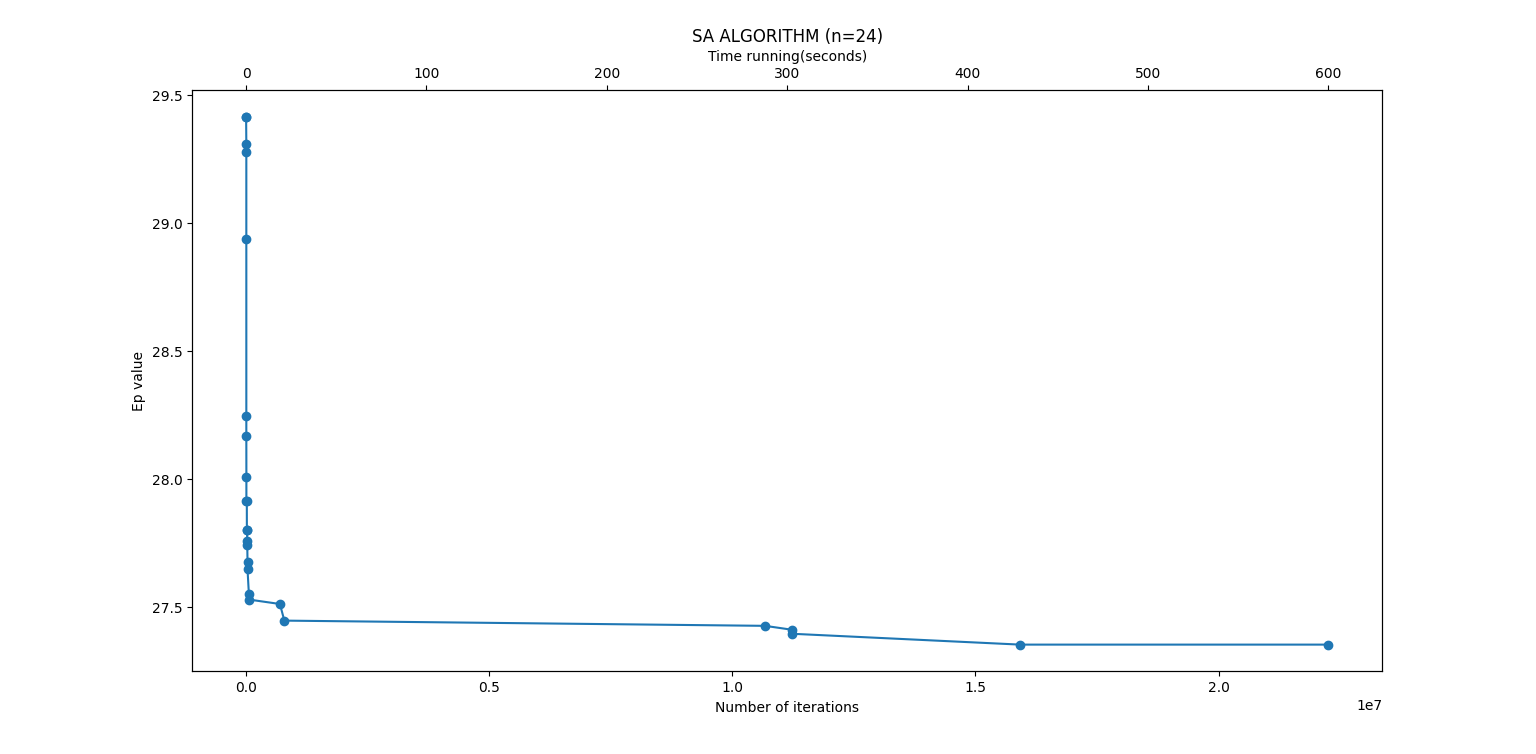 SA ALGORITHM (n=24)
Time running(seconds)
0 100 200 300 400 500 600
29.5
29.0
28.5
28.0
27.5
Ep value
0.0 0.5 1.0 1.5 2.0
Number of iterations
1e7